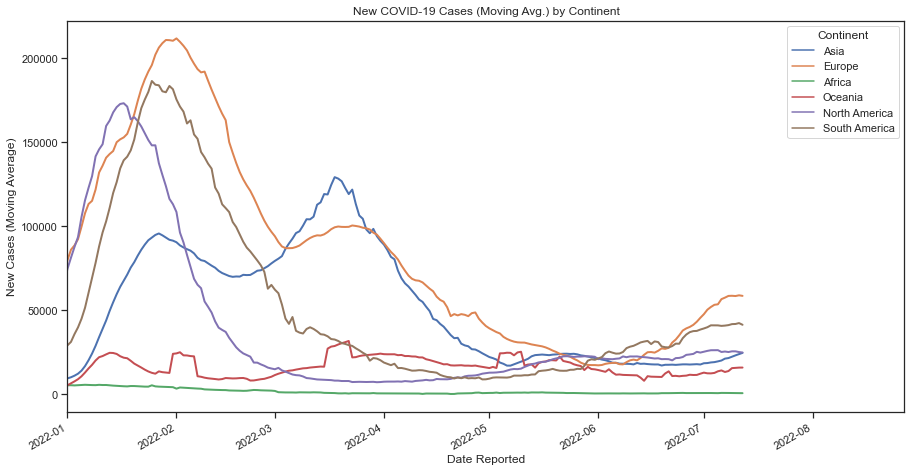 New COVID-19 Cases (Moving Avg.) by Continent
Continent
Asia
Europe
Africa
Oceania
North America
South America
New Cases (Moving Average)
200000
150000
100000
50000
0
2022-01
2022-02
2022-03
2022-04
2022-05
2022-06
2022-07
2022-08
Date Reported